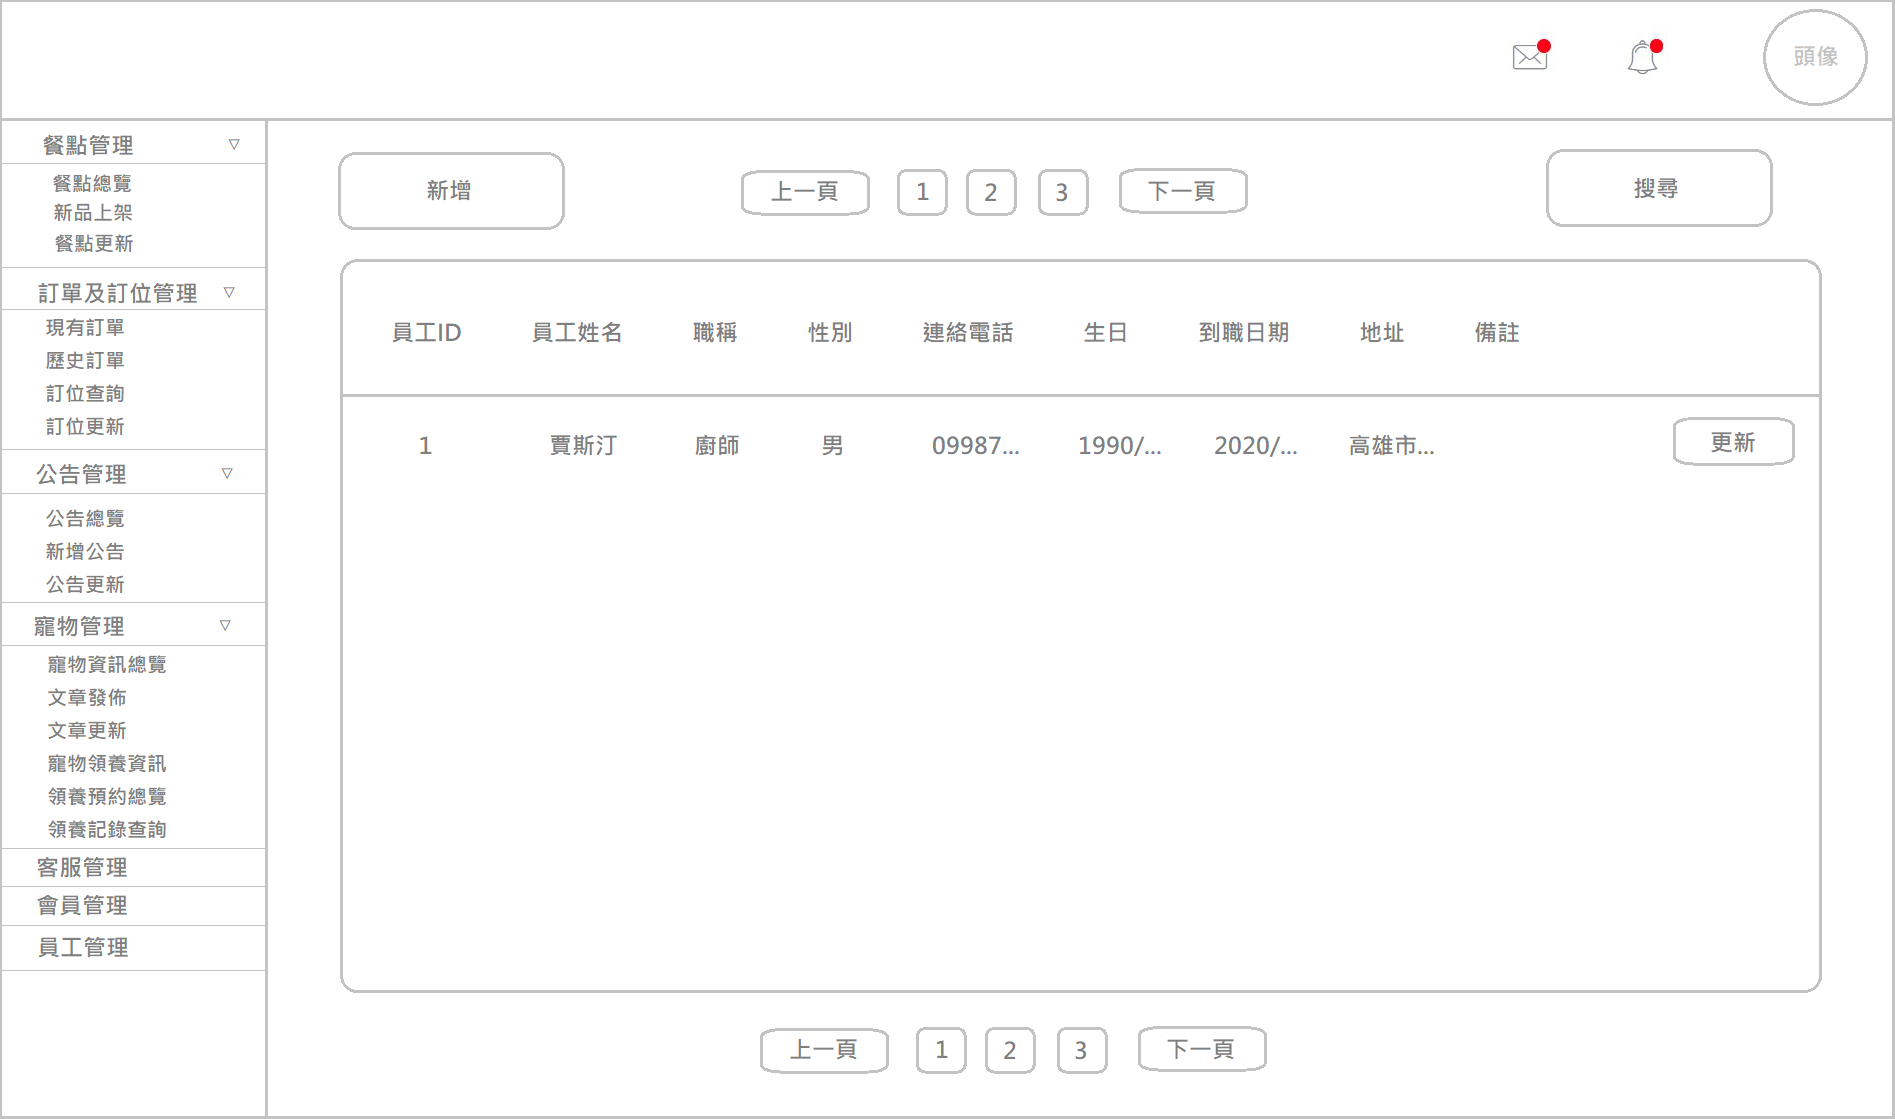 頭像
餐點管理 ▽
餐點總覽
新品上架
餐點更新
訂單及訂位管理 ▽
現有訂單
歷史訂單
訂位查詢
訂位更新
公告管理 ▽
公告總覽
新增公告
公告更新
寵物管理 ▽
寵物資訊總覽
文章發佈
文章更新
寵物領養資訊
領養預約總覽
領養記錄查詢
客服管理
會員管理
員工管理
新增 上一頁 1 2 3 下一頁 搜尋
員工ID 員工姓名 職稱 性別 連絡電話 生日 到職日期 地址 備註
1 賈斯汀 廚師 男 09987... 1990/... 2020/... 高雄市... 更新
上一頁 1 2 3 下一頁